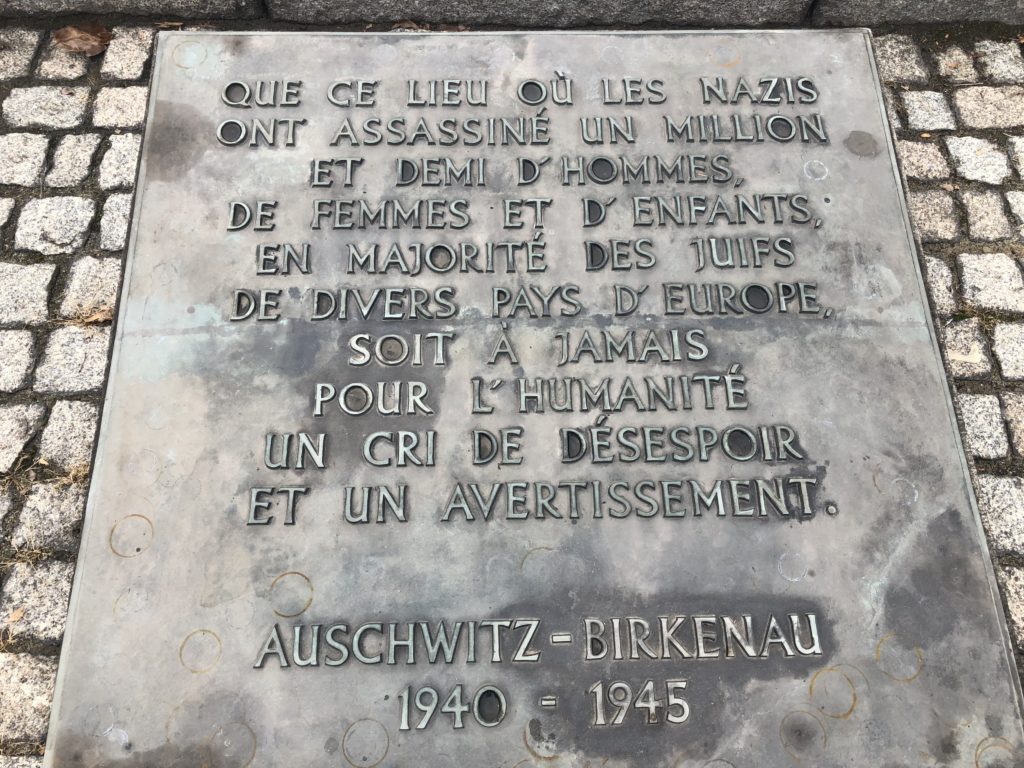 QUE CE LIEU OÙ LES NAZIS
ONT ASSASSINÉ UN MILLION
ET DEMI D'HOMMES,
DE FEMMES ET D'ENFANTS,
EN MAJORITÉ DES JUIFS
DE DIVERS PAYS D'EUROPE,
SOIT À JAMAIS
POUR L'HUMANITÉ
UN CRI DE DÉSESPOIR
ET UN AVERTISSEMENT.
AUSCHWITZ - BIRKENAU
1940 - 1945